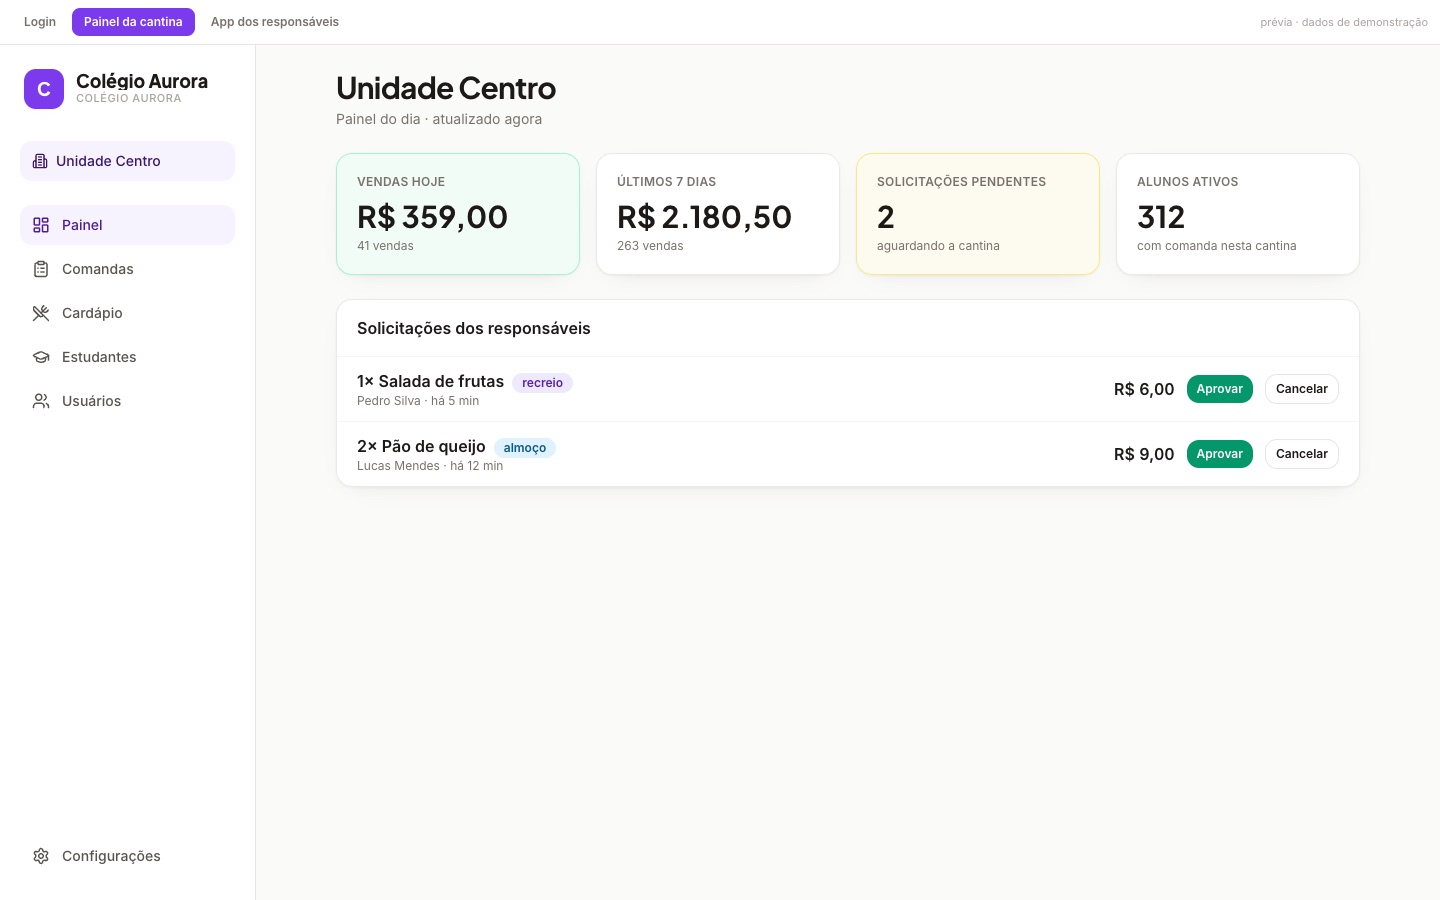 Login
Painel da cantina
App dos responsáveis
prévia · dados de demonstração
C
Colégio Aurora
COLÉGIO AURORA
Unidade Centro
Painel
Comandas
Cardápio
Estudantes
Usuários
Configurações
Unidade Centro
Painel do dia · atualizado agora
VENDAS HOJE
R$ 359,00
41 vendas
ÚLTIMOS 7 DIAS
R$ 2.180,50
263 vendas
SOLICITAÇÕES PENDENTES
2
aguardando a cantina
ALUNOS ATIVOS
312
com comanda nesta cantina
Solicitações dos responsáveis
1× Salada de frutas recreio
Pedro Silva · há 5 min
R$ 6,00 Aprovar Cancelar
2× Pão de queijo almoço
Lucas Mendes · há 12 min
R$ 9,00 Aprovar Cancelar